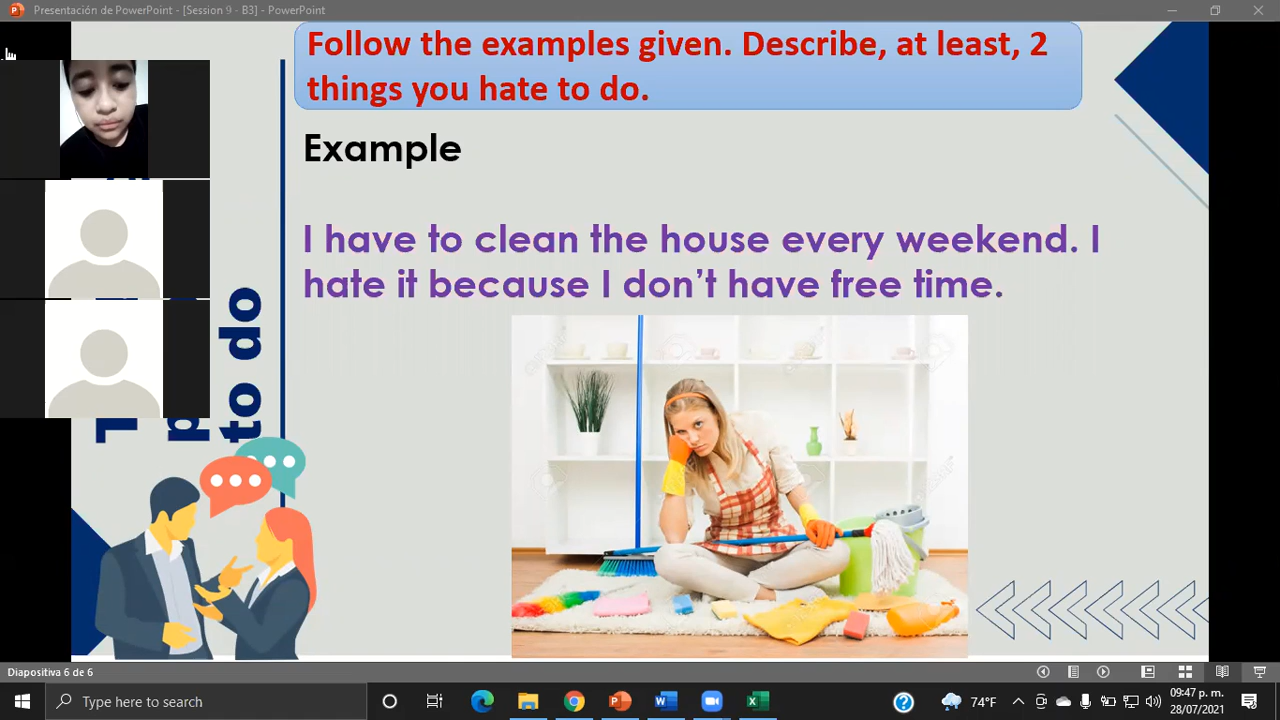 Presentación de PowerPoint - [Session 9 - B3] - PowerPoint
Follow the examples given. Describe, at least, 2
things you hate to do.
Example
I have to clean the house every weekend. I
hate it because I don't have free time.
to do
Diapositiva 6 de 6
Type here to search
74°F
09:47 p. m.
28/07/2021